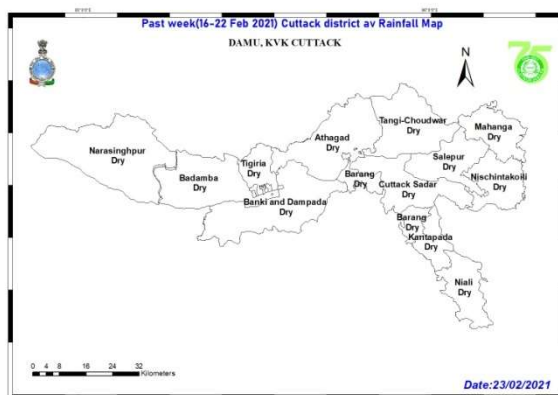 Past week(16-22 Feb 2021) Cuttack district av Rainfall Map
DAMU, KVK CUTTACK
N
75
Tangi-Choudwar
Dry
Mahanga
Dry
Athagad
Dry
Narasinghpur
Dry
Salepur
Dry
Tigiria
Dry
Badamba
Dry
Barang
Dry
Nischintakoili
Dry
Cuttack Sadar
Dry
Banki and Dampada
Dry
Barang
Dry
Kantapada
Dry
Niali
Dry
0 4 8 16 24 32
Kilometers
Date:23/02/2021